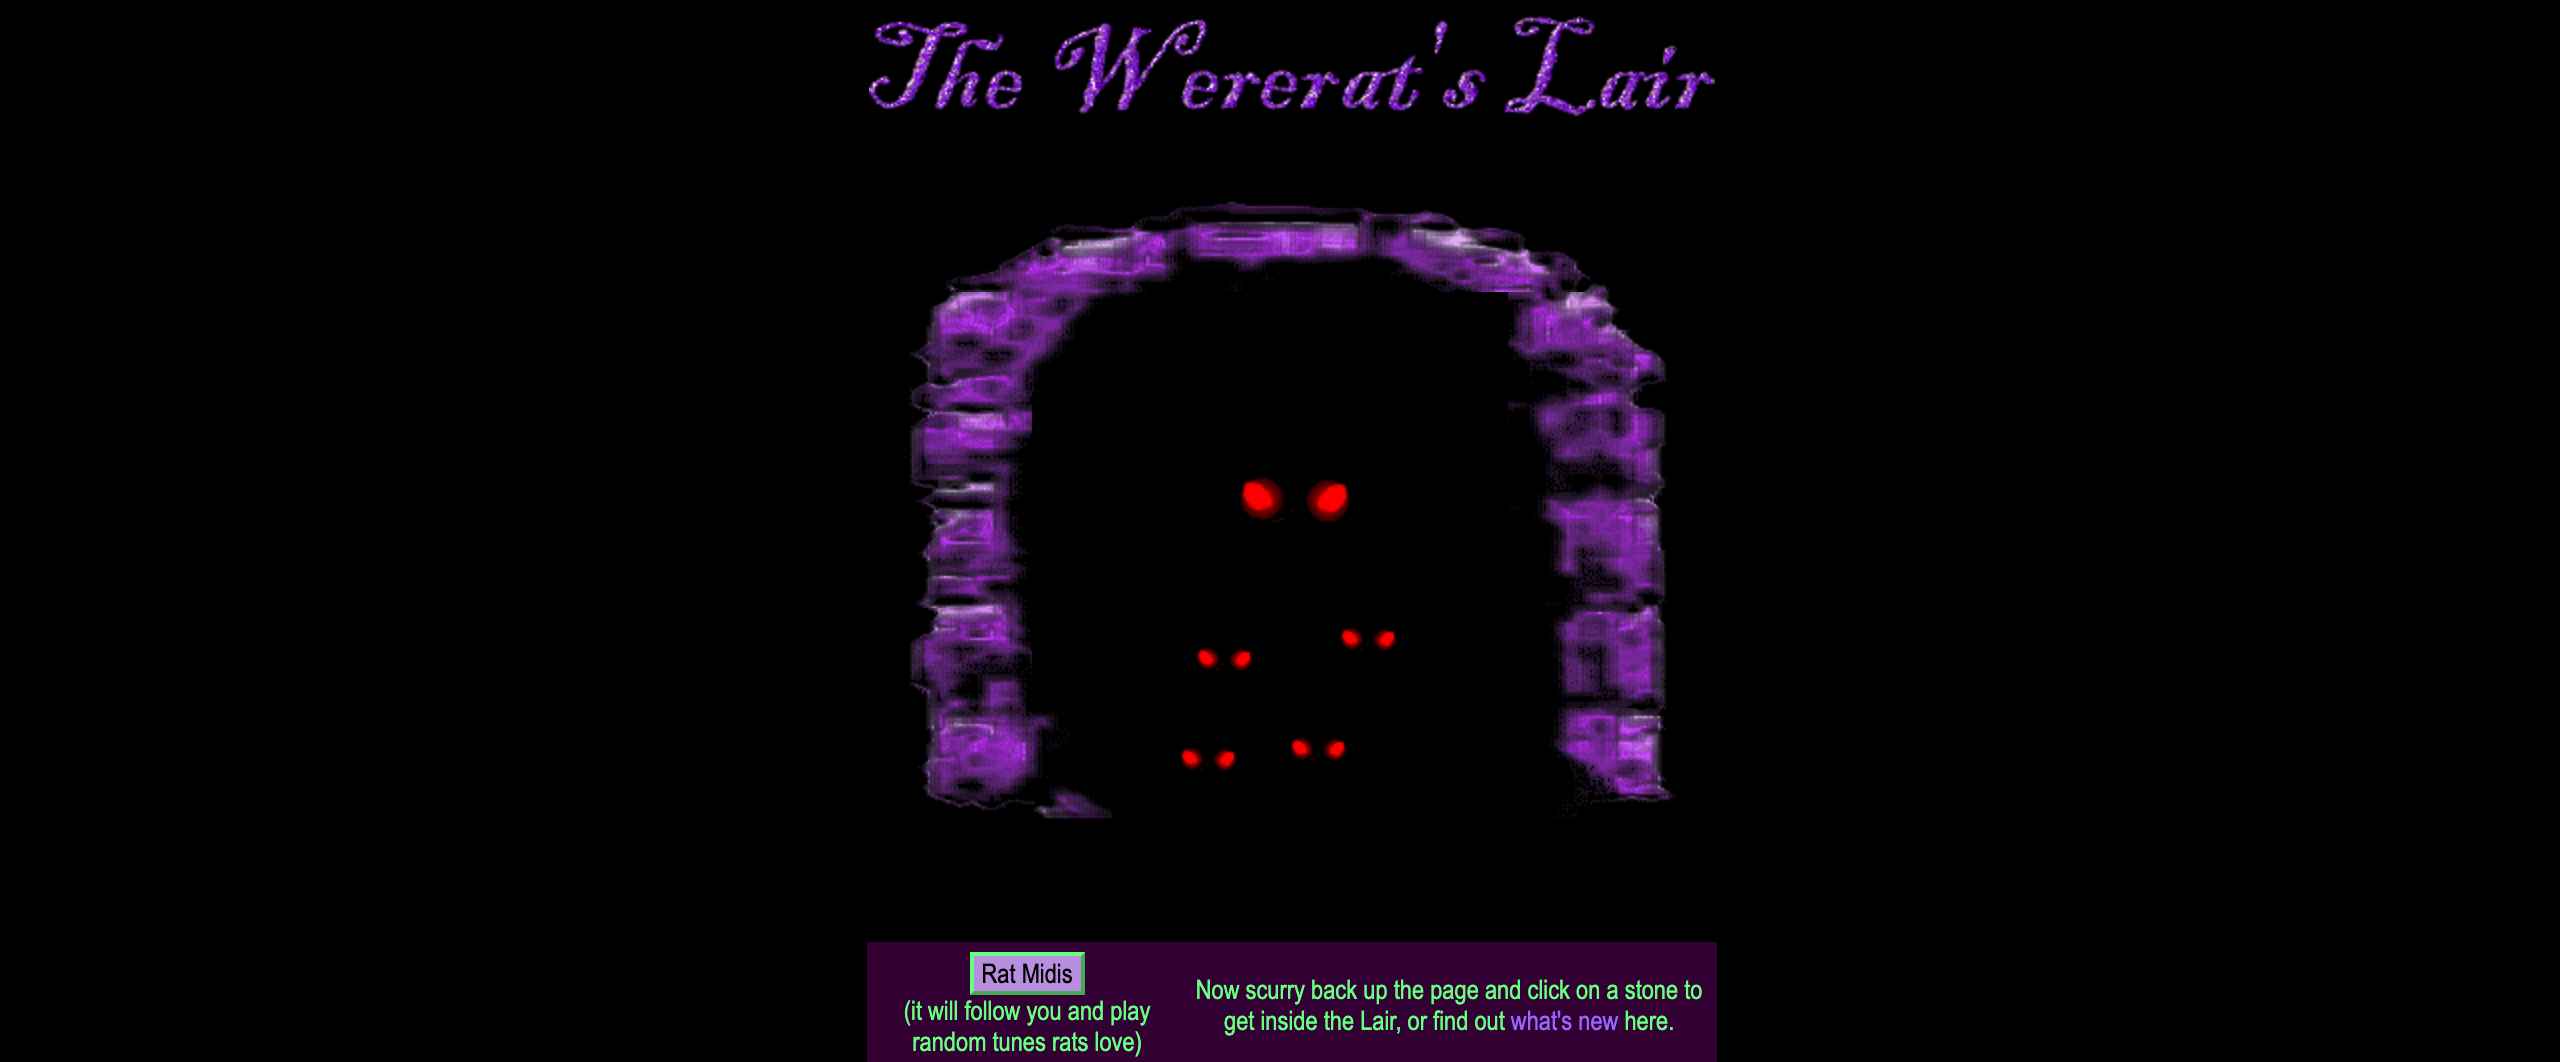 The Wererat's Lair
Rat Midis
(it will follow you and play
random tunes rats love)
Now scurry back up the page and click on a stone to
get inside the Lair, or find out what's new here.